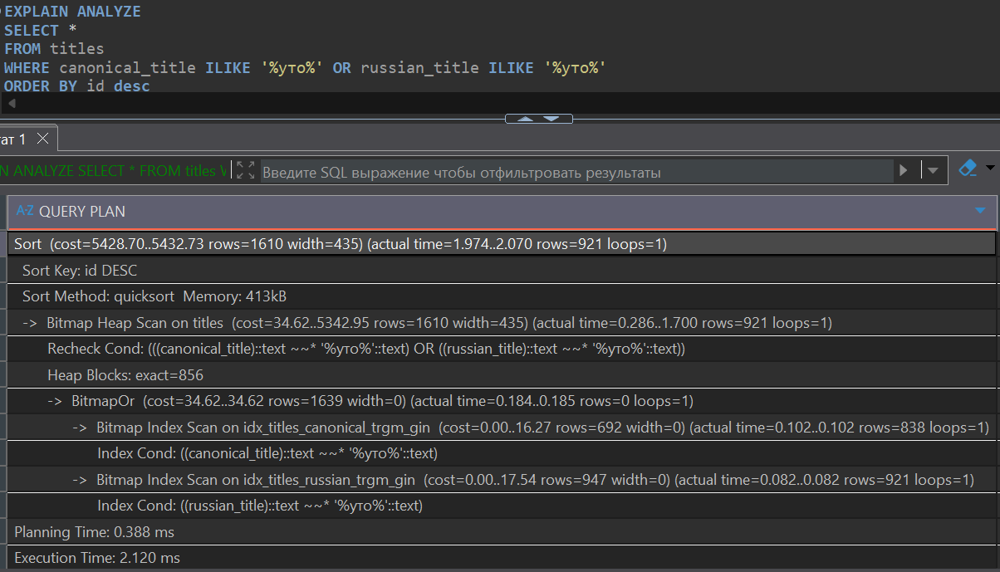 EXPLAIN ANALYZE
SELECT *
FROM titles
WHERE canonical_title ILIKE '%уто%' OR russian_title ILIKE '%уто%'
ORDER BY id desc
тат 1
N ANALYZE SELECT * FROM titles
Введите SQL выражение чтобы отфильтровать результаты
A-Z QUERY PLAN
Sort (cost=5428.70..5432.73 rows=1610 width=435) (actual time=1.974..2.070 rows=921 loops=1)
Sort Key: id DESC
Sort Method: quicksort Memory: 413kB
-> Bitmap Heap Scan on titles (cost=34.62..5342.95 rows=1610 width=435) (actual time=0.286..1.700 rows=921 loops=1)
Recheck Cond: (((canonical_title)::text ~~* '%уто%'::text) OR ((russian_title)::text ~~* '%уто%'::text))
Heap Blocks: exact=856
-> BitmapOr (cost=34.62..34.62 rows=1639 width=0) (actual time=0.184..0.185 rows=0 loops=1)
-> Bitmap Index Scan on idx_titles_canonical_trgm_gin (cost=0.00..16.27 rows=692 width=0) (actual time=0.102..0.102 rows=838 loops=1)
Index Cond: ((canonical_title)::text ~~* '%уто%'::text)
-> Bitmap Index Scan on idx_titles_russian_trgm_gin (cost=0.00..17.54 rows=947 width=0) (actual time=0.082..0.082 rows=921 loops=1)
Index Cond: ((russian_title)::text ~~* '%уто%'::text)
Planning Time: 0.388 ms
Execution Time: 2.120 ms